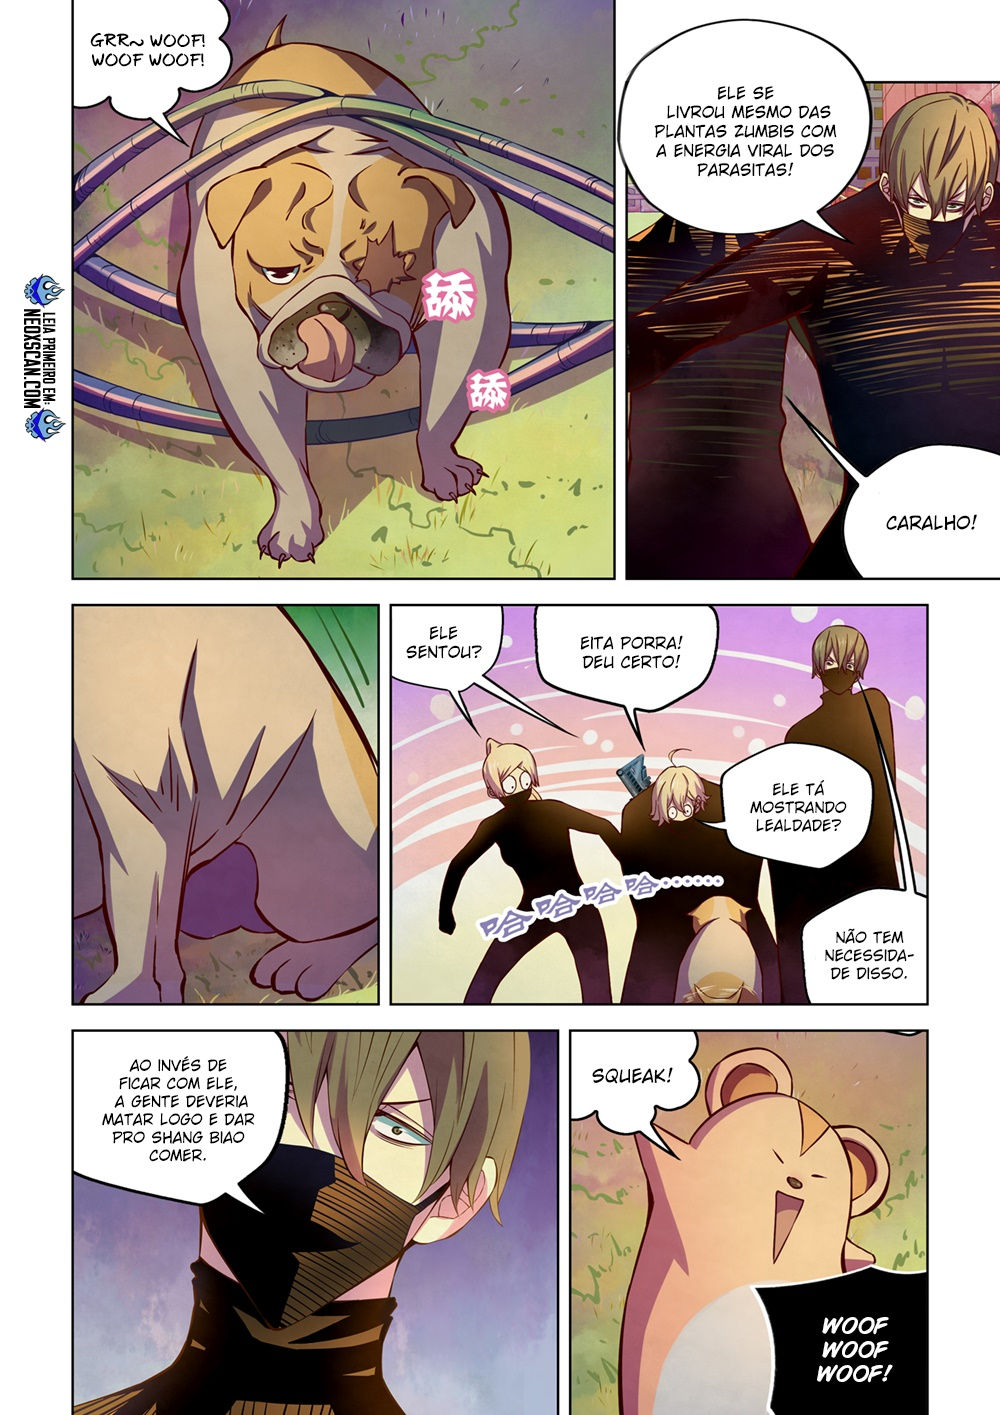 GRR~ WOOF!
WOOF WOOF!
ELE SE
LIVROU MESMO DAS
PLANTAS ZUMBIS COM
A ENERGIA VIRAL DOS
PARASITAS!
舔
舔
LEIA PRIMEIRO EM:
NEOXSCAN.COM
CARALHO!
ELE
SENTOU?
EITA PORRA!
DEU CERTO!
ELE TÁ
MOSTRANDO
LEALDADE?
哈哈哈哈······
NÃO TEM
NECESSIDA-
DE DISSO.
AO INVÉS DE
FICAR COM ELE,
A GENTE DEVERIA
MATAR LOGO E DAR
PRO SHANG BIAO
COMER.
SQUEAK!
WOOF
WOOF
WOOF!